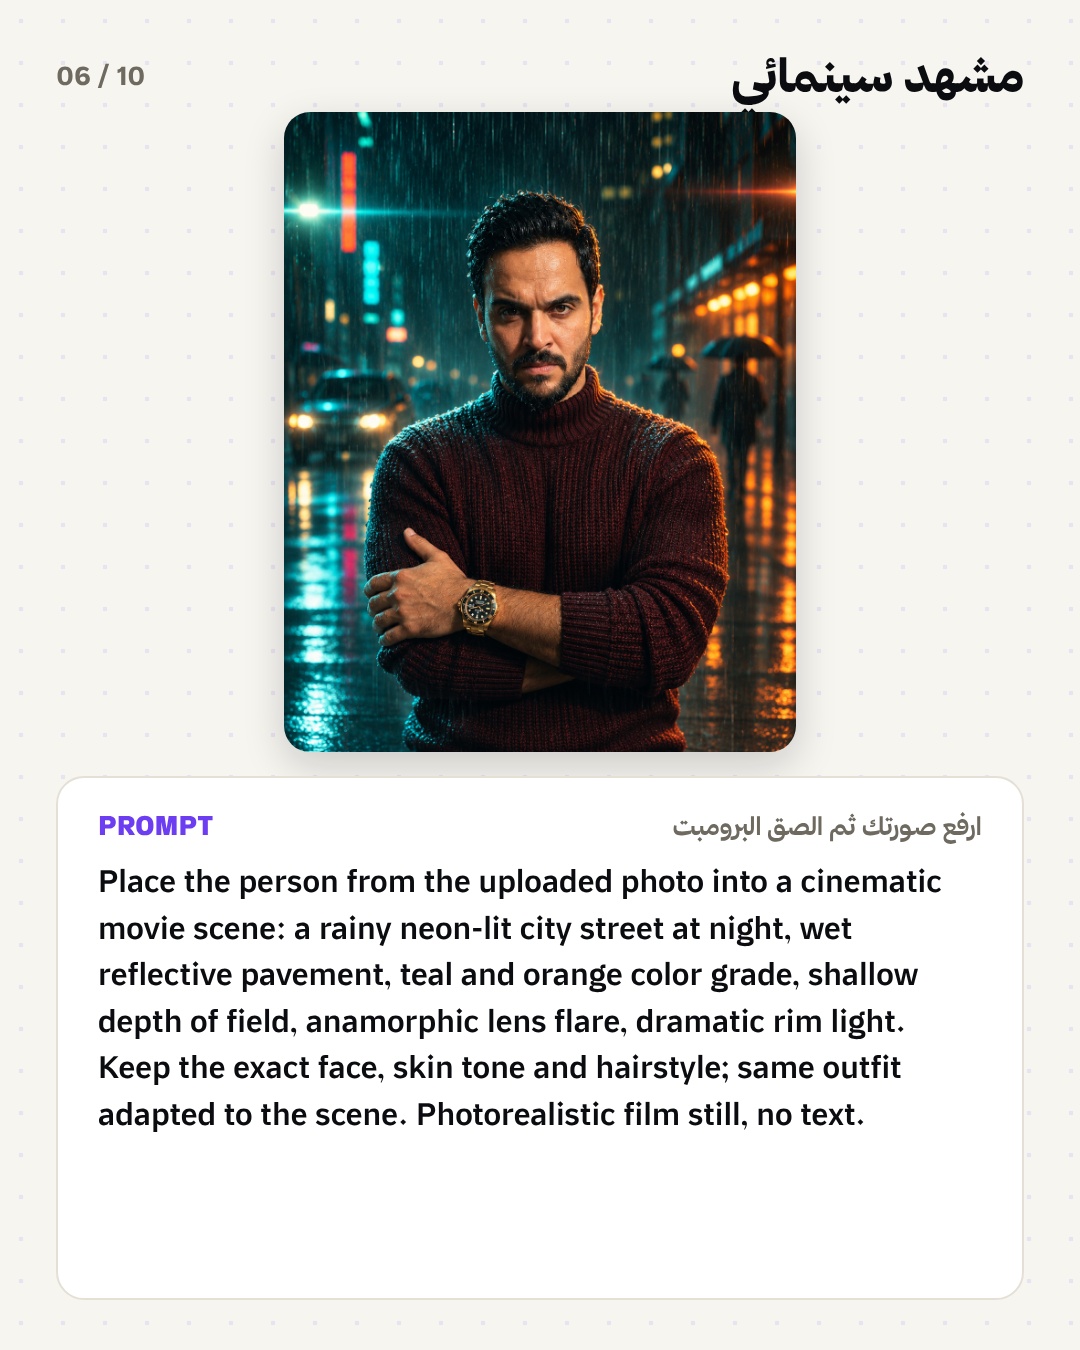 06 / 10
مشهد سينمائي
PROMPT
ارفع صورتك ثم الصق البرومبت
Place the person from the uploaded photo into a cinematic
movie scene: a rainy neon-lit city street at night, wet
reflective pavement, teal and orange color grade, shallow
depth of field, anamorphic lens flare, dramatic rim light.
Keep the exact face, skin tone and hairstyle; same outfit
adapted to the scene. Photorealistic film still, no text.